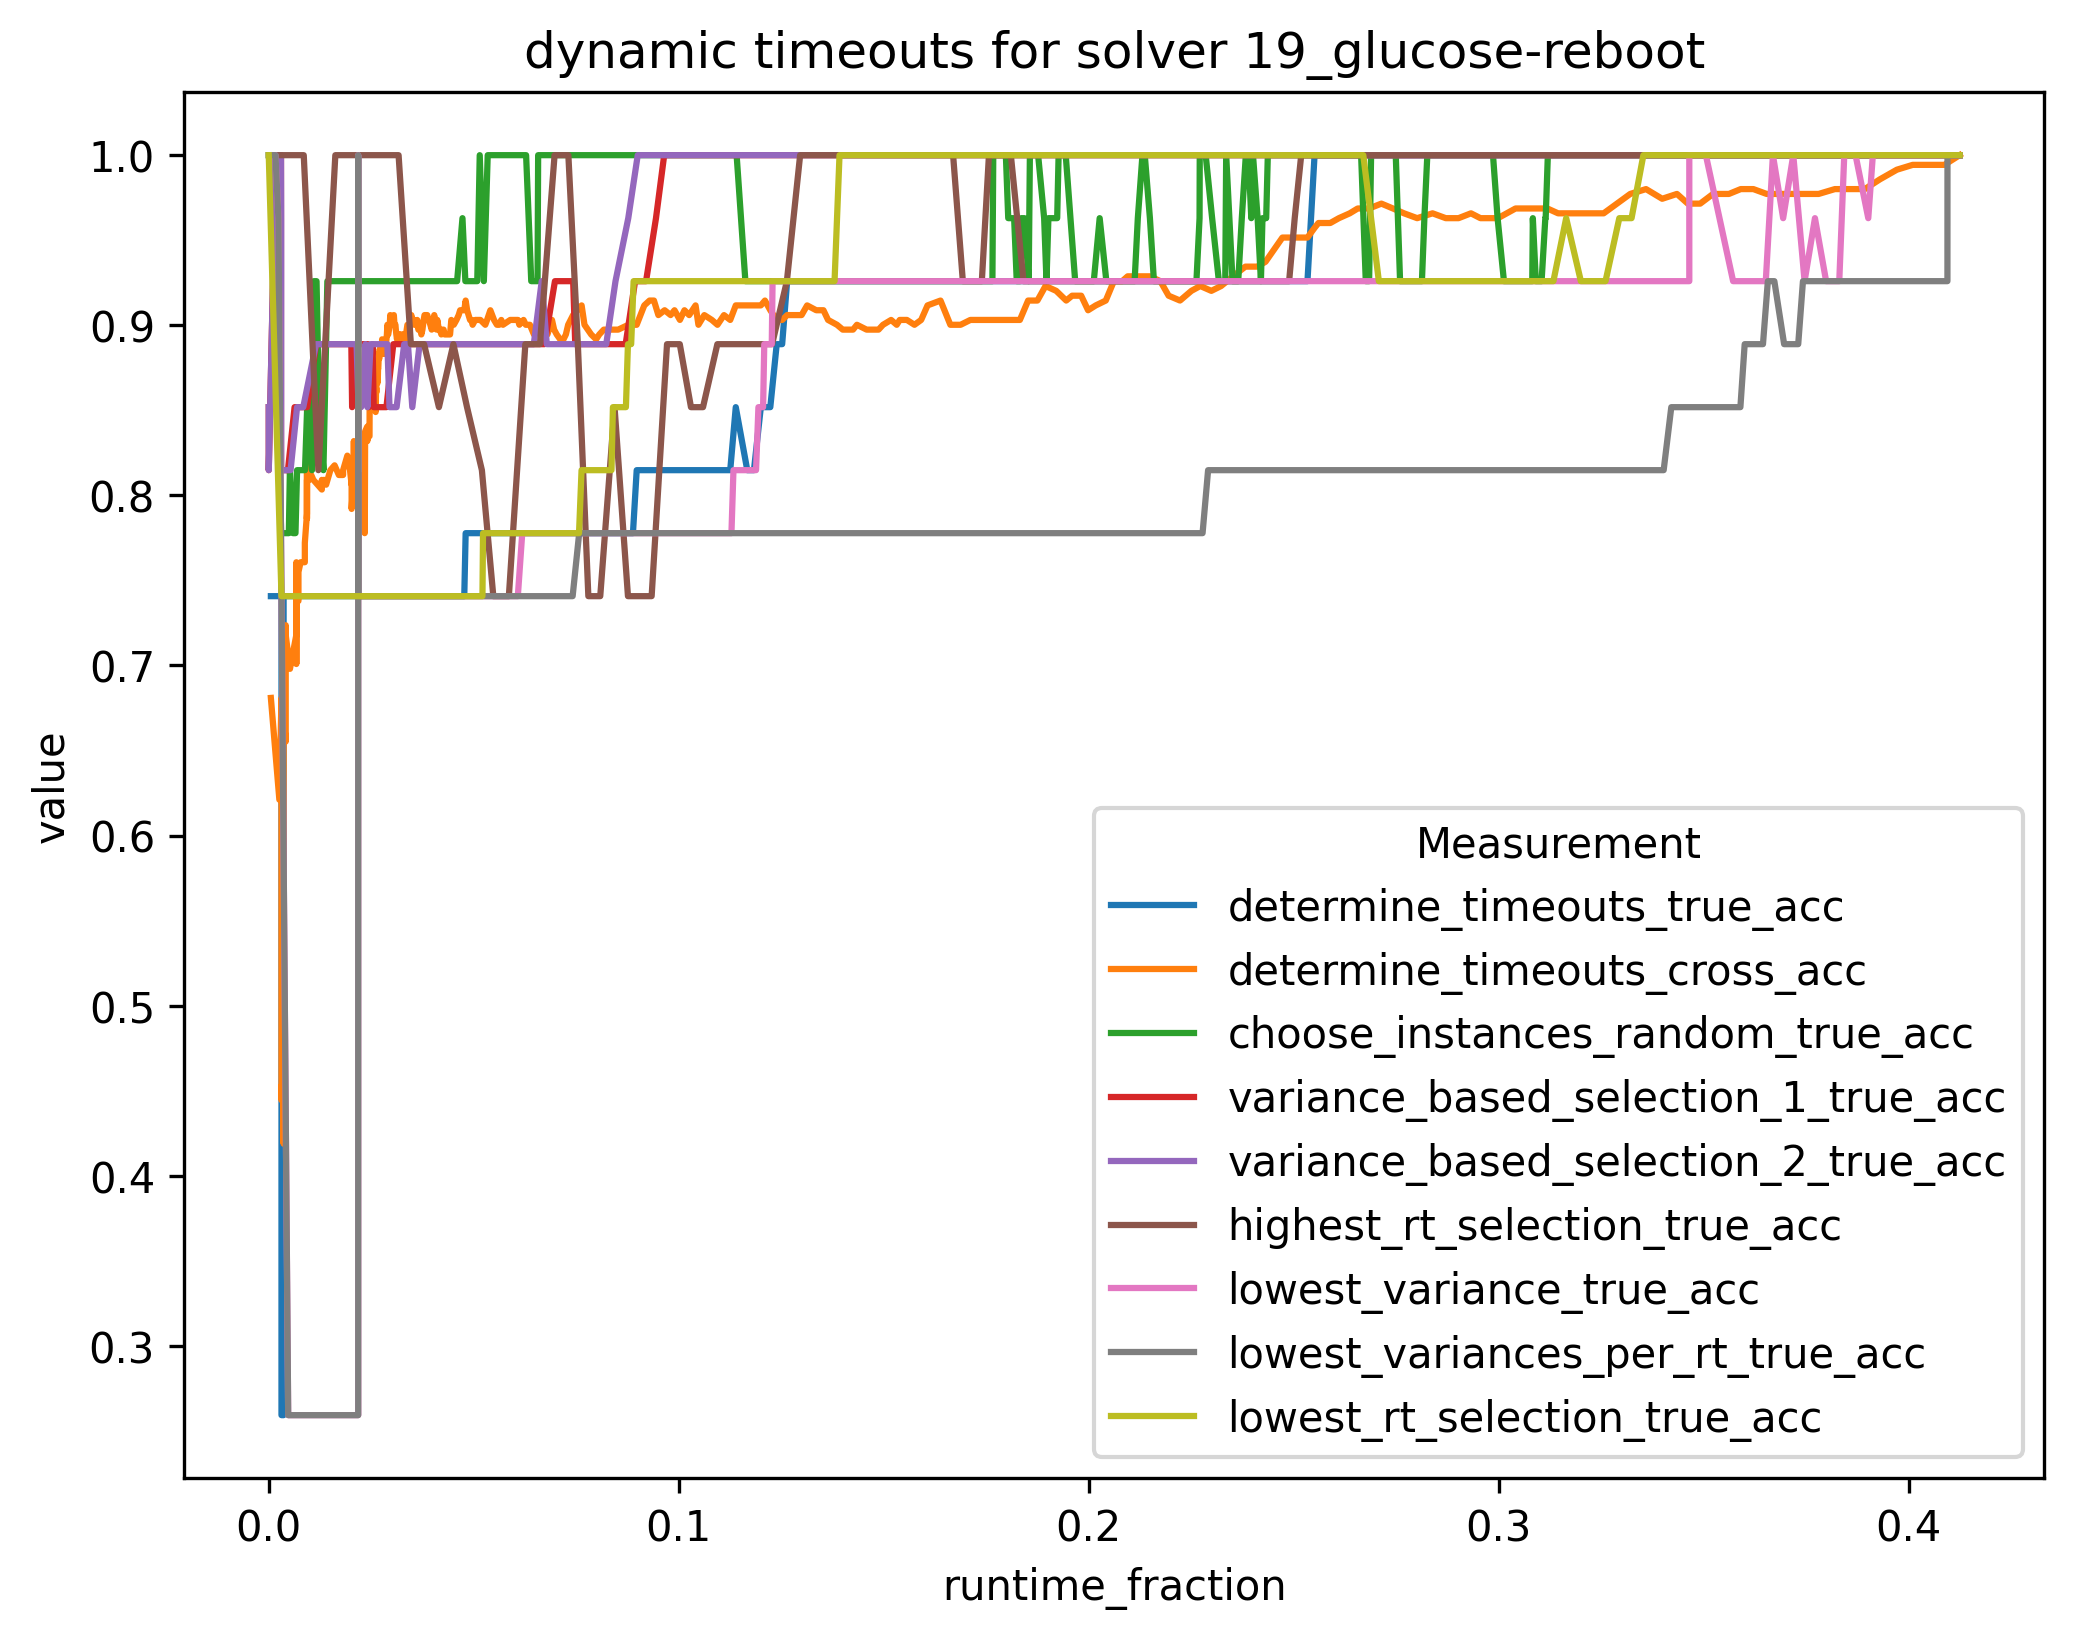 dynamic timeouts for solver 19_glucose-reboot
1.0
0.9
0.8
0.7
0.6
0.5
0.4
0.3
value
Measurement
determine_timeouts_true_acc
determine_timeouts_cross_acc
choose_instances_random_true_acc
variance_based_selection_1_true_acc
variance_based_selection_2_true_acc
highest_rt_selection_true_acc
lowest_variance_true_acc
lowest_variances_per_rt_true_acc
lowest_rt_selection_true_acc
0.0 0.1 0.2 0.3 0.4
runtime_fraction